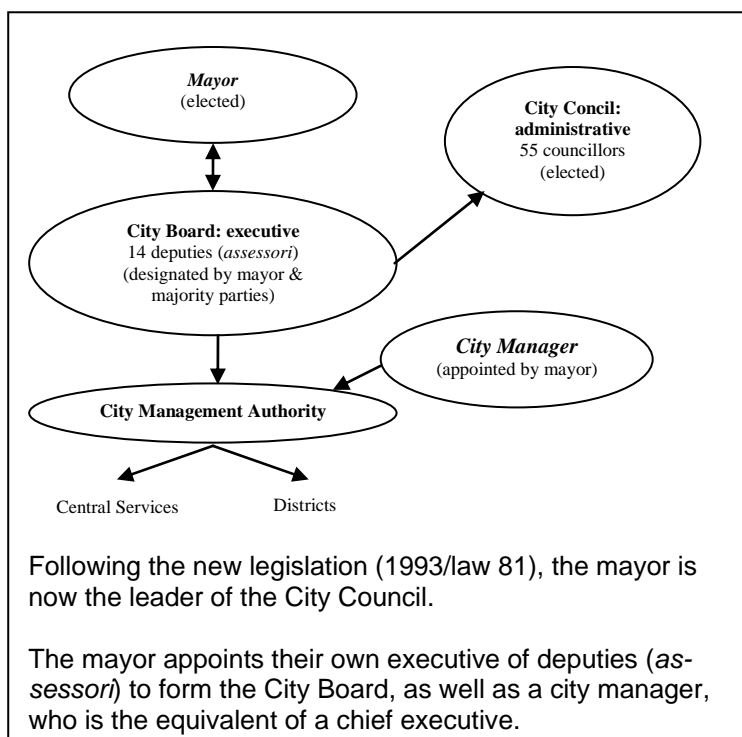 Mayor
(elected)
City Concil:
administrative
55 councillors
(elected)
City Board: executive
14 deputies (assessori)
(designated by mayor &
majority parties)
City Manager
(appointed by mayor)
City Management Authority
Central Services
Districts
Following the new legislation (1993/law 81), the mayor is
now the leader of the City Council.
The mayor appoints their own executive of deputies (as-
sessori) to form the City Board, as well as a city manager,
who is the equivalent of a chief executive.